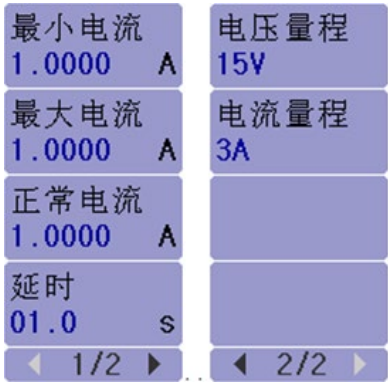 最小电流
1.0000 A
最大电流
1.0000 A
正常电流
1.0000 A
延时
01.0 s
1/2
电压量程
15V
电流量程
3A
2/2